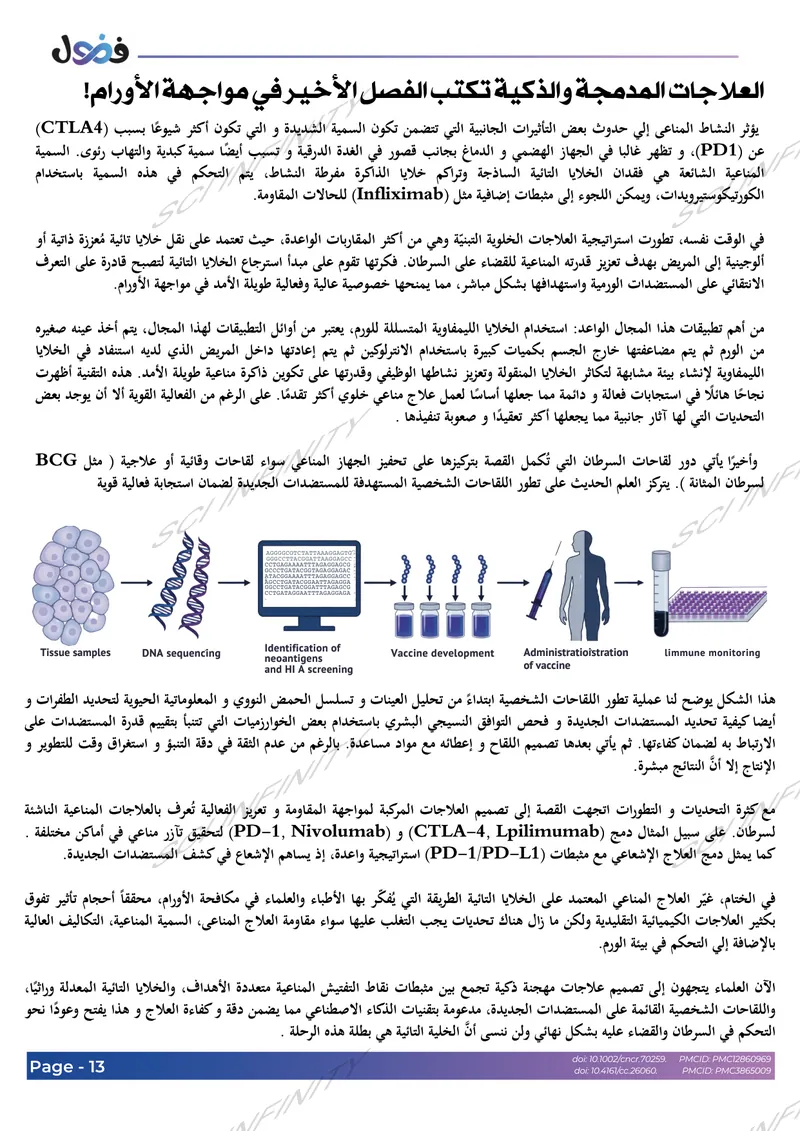 فضول
العلاجات المدمجة والذكية تكتب الفصل الأخير في مواجهة الأورام!
يؤثر النشاط المناعى إلي حدوث بعض التأثيرات الجانبية التي تتضمن تكون السمية الشديدة و التي تكون أكثر شيوعًا بسبب (CTLA4)
عن (PD1)، و تظهر غالبا في الجهاز الهضمي و الدماغ بجانب قصور في الغدة الدرقية و تسبب أيضًا سمية كبدية والتهاب رئوى. السمية
المناعية الشائعة هي فقدان الخلايا التائية الساذجة وتراكم خلايا الذاكرة مفرطة النشاط، يتم التحكم في هذه السمية باستخدام
الكورتيكوستيرويدات، ويمكن اللجوء إلى مثبطات إضافية مثل (Infliximab) للحالات المقاومة.
في الوقت نفسه، تطورت استراتيجية العلاجات الخلوية التبنيّة وهي من أكثر المقاربات الواعدة، حيث تعتمد على نقل خلايا تائية مُعززة ذاتية أو
ألوجينية إلى المريض بهدف تعزيز قدرته المناعية للقضاء على السرطان. فكرتها تقوم على مبدأ استرجاع الخلايا التائية لتصبح قادرة على التعرف
الانتقائي على المستضدات الورمية واستهدافها بشكل مباشر، مما يمنحها خصوصية عالية وفعالية طويلة الأمد في مواجهة الأورام.
من أهم تطبيقات هذا المجال الواعد: استخدام الخلايا الليمفاوية المتسللة للورم، يعتبر من أوائل التطبيقات لهذا المجال، يتم أخذ عينه صغيره
من الورم ثم يتم مضاعفتها خارج الجسم بكميات كبيرة باستخدام الانترلوكين ثم يتم إعادتها داخل المريض الذي لديه استنفاد في الخلايا
الليمفاوية لإنشاء بيئة مشابهة لتكاثر الخلايا المنقولة وتعزيز نشاطها الوظيفي وقدرتها على تكوين ذاكرة مناعية طويلة الأمد. هذه التقنية أظهرت
نجاحًا هائلًا في استجابات فعالة و دائمة مما جعلها أساسًا لعمل علاج مناعي خلوي أكثر تقدمًا. على الرغم من الفعالية القوية ألا أن يوجد بعض
التحديات التي لها آثار جانبية مما يجعلها أكثر تعقيدًا و صعوبة تنفيذها .
وأخيرًا يأتي دور لقاحات السرطان التي تُكمل القصة بتركيزها على تحفيز الجهاز المناعي سواء لقاحات وقائية أو علاجية ( مثل BCG
لسرطان المثانة ). يتركز العلم الحديث على تطور اللقاحات الشخصية المستهدفة للمستضدات الجديدة لضمان استجابة فعالية قوية
AGGGGCGTCTATTAAAGGAGTG
GGGCCTTACGGATTAAGGAGCC
CCTGAGAAAATTTAGAGGAGCG
GCCCTGATACGGTAGAGGAGAC
ATACGGAAAATTTAGAGGAGCC
AGCCTGATACGGAATTAGAGGA
GGCCTGATACGGATTTAGAGCG
CCCTGATAGGAATTTAGAGGAGA
Tissue samples
DNA sequencing
Identification of
neoantigens
and HI A screening
Vaccine development
Administratioistration
of vaccine
limmune monitoring
هذا الشكل يوضح لنا عملية تطور اللقاحات الشخصية ابتداءً من تحليل العينات و تسلسل الحمض النووي و المعلوماتية الحيوية لتحديد الطفرات و
أيضا كيفية تحديد المستضدات الجديدة و فحص التوافق النسيجي البشري باستخدام بعض الخوارزميات التي تتنبأ بتقييم قدرة المستضدات على
الارتباط به لضمان كفاءتها. ثم يأتي بعدها تصميم اللقاح و إعطائه مع مواد مساعدة. بالرغم من عدم الثقة في دقة التنبؤ و استغراق وقت للتطوير و
الإنتاج إلا أنَّ النتائج مبشرة.
مع كثرة التحديات و التطورات اتجهت القصة إلى تصميم العلاجات المركبة لمواجهة المقاومة و تعزيز الفعالية تُعرف بالعلاجات المناعية الناشئة
لسرطان. على سبيل المثال دمج (CTLA-4, Lpilimumab) و (PD-1, Nivolumab) لتحقيق تآزر مناعي في أماكن مختلفة .
كما يمثل دمج العلاج الإشعاعي مع مثبطات (PD-1/PD-L1) استراتيجية واعدة، إذ يساهم الإشعاع في كشف المستضدات الجديدة.
في الختام، غيّر العلاج المناعي المعتمد على الخلايا التائية الطريقة التي يُفكّر بها الأطباء والعلماء في مكافحة الأورام، محققاً أحجام تأثير تفوق
بكثير العلاجات الكيميائية التقليدية ولكن ما زال هناك تحديات يجب التغلب عليها سواء مقاومة العلاج المناعى، السمية المناعية، التكاليف العالية
بالإضافة إلي التحكم في بيئة الورم.
الآن العلماء يتجهون إلى تصميم علاجات مهجنة ذكية تجمع بين مثبطات نقاط التفتيش المناعية متعددة الأهداف، والخلايا التائية المعدلة وراثيًا،
واللقاحات الشخصية القائمة على المستضدات الجديدة، مدعومة بتقنيات الذكاء الاصطناعي مما يضمن دقة و كفاءة العلاج و هذا يفتح وعودًا نحو
التحكم في السرطان والقضاء عليه بشكل نهائي ولن ننسى أنَّ الخلية التائية هي بطلة هذه الرحلة .
Page - 13
doi: 10.1002/cncr.70259. PMCID: PMC12860969
doi: 10.4161/cc.26060. PMCID: PMC3865009
SCI INFINITY